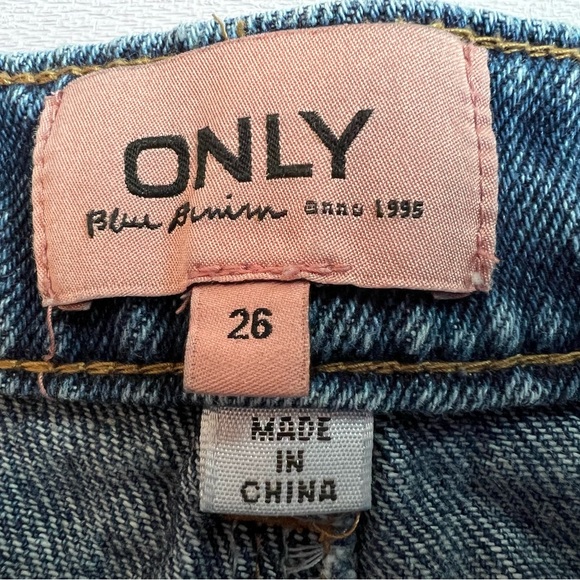 ONLY
Blue Denim anno 1995
26
MADE
IN
CHINA